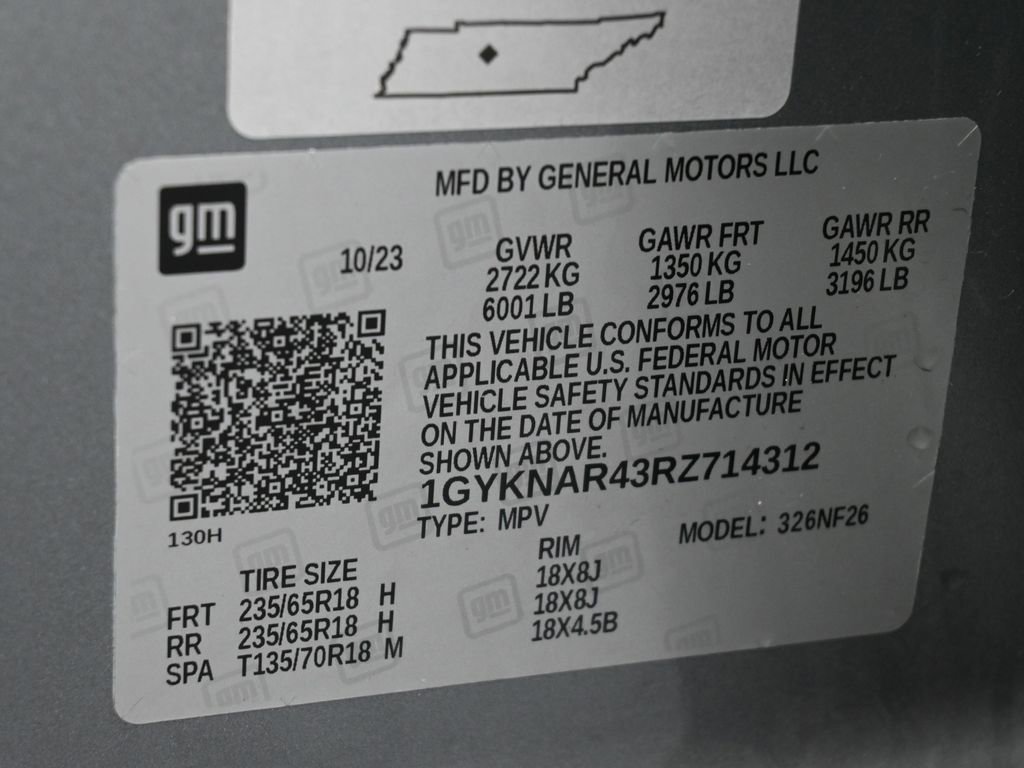 gm
MFD BY GENERAL MOTORS LLC
10/23
GVWR GAWR FRT GAWR RR
2722 KG 1350 KG 1450 KG
6001 LB 2976 LB 3196 LB
THIS VEHICLE CONFORMS TO ALL
APPLICABLE U.S. FEDERAL MOTOR
VEHICLE SAFETY STANDARDS IN EFFECT
ON THE DATE OF MANUFACTURE
SHOWN ABOVE.
1GYKNAR43RZ714312
TYPE: MPV MODEL: 326NF26
130H
TIRE SIZE RIM
FRT 235/65R18 H 18X8J
RR 235/65R18 H 18X8J
SPA T135/70R18 M 18X4.5B